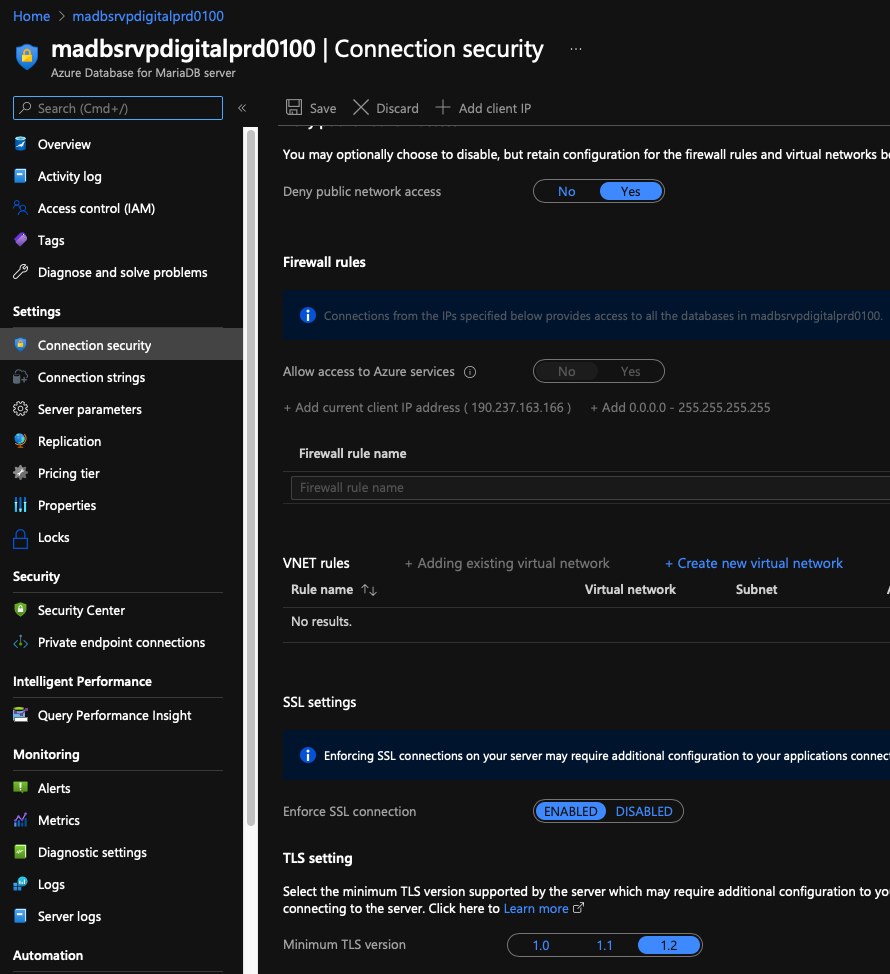 Home > madbsrvpdigitalprd0100
madbsrvpdigitalprd0100 | Connection security ...
Azure Database for MariaDB server
Search (Cmd+/)
«
Save
Discard
+ Add client IP
Overview
Activity log
Access control (IAM)
Tags
Diagnose and solve problems
Settings
Connection security
Connection strings
Server parameters
Replication
Pricing tier
Properties
Locks
Security
Security Center
Private endpoint connections
Intelligent Performance
Query Performance Insight
Monitoring
Alerts
Metrics
Diagnostic settings
Logs
Server logs
Automation
You may optionally choose to disable, but retain configuration for the firewall rules and virtual networks be
Deny public network access No Yes
Firewall rules
Connections from the IPs specified below provides access to all the databases in madbsrvpdigitalprd0100.
Allow access to Azure services No Yes
+ Add current client IP address ( 190.237.163.166 ) + Add 0.0.0.0 - 255.255.255.255
Firewall rule name
Firewall rule name
VNET rules + Adding existing virtual network + Create new virtual network
Rule name ↑↓ Virtual network Subnet
No results.
SSL settings
Enforcing SSL connections on your server may require additional configuration to your applications connect
Enforce SSL connection ENABLED DISABLED
TLS setting
Select the minimum TLS version supported by the server which may require additional configuration to you
connecting to the server. Click here to Learn more
Minimum TLS version 1.0 1.1 1.2